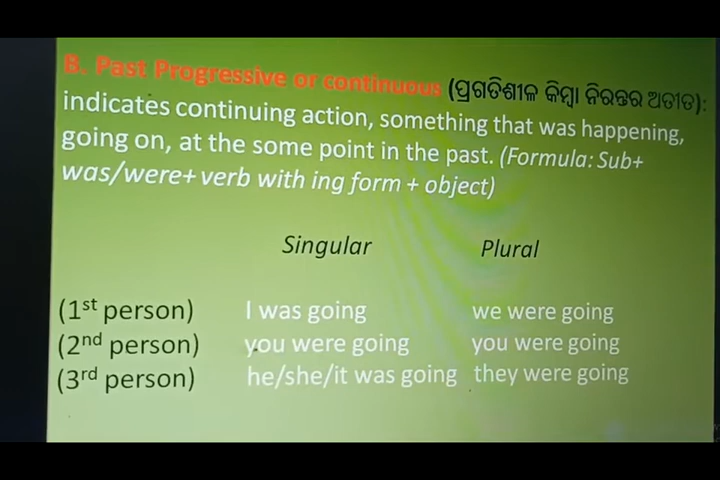 B. Past Progressive or continuous (ପ୍ରଗତିଶୀଳ କିମ୍ବା ନିରନ୍ତର ଅତୀତ):
indicates continuing action, something that was happening,
going on, at the some point in the past. (Formula: Sub+
was/were+ verb with ing form + object)
Singular Plural
(1st person) I was going we were going
(2nd person) you were going you were going
(3rd person) he/she/it was going they were going